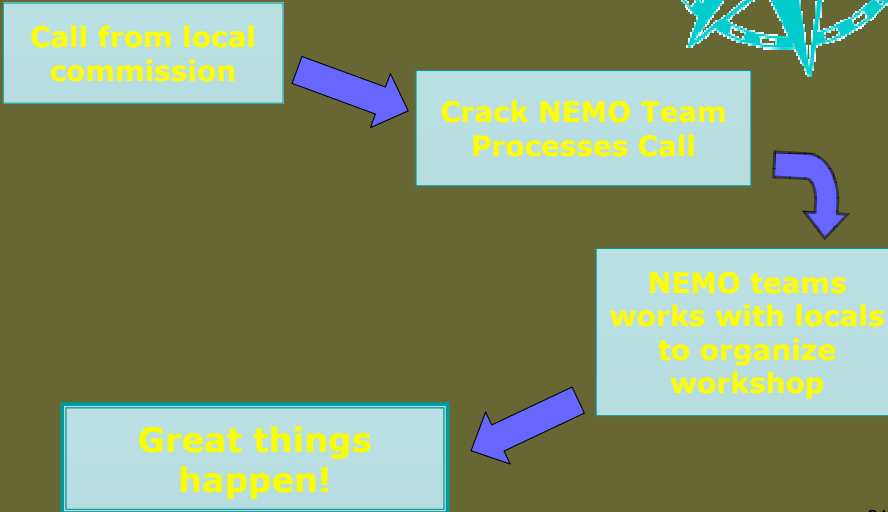 Call from local
commission
Crack NEMO Team
Processes Call
NEMO teams
works with locals
to organize
workshop
Great things
happen!